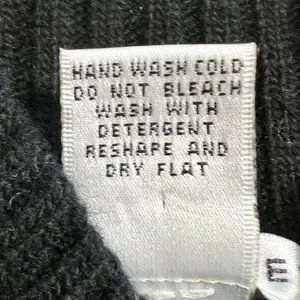 HAND WASH COLD
DO NOT BLEACH
WASH WITH
DETERGENT
RESHAPE AND
DRY FLAT